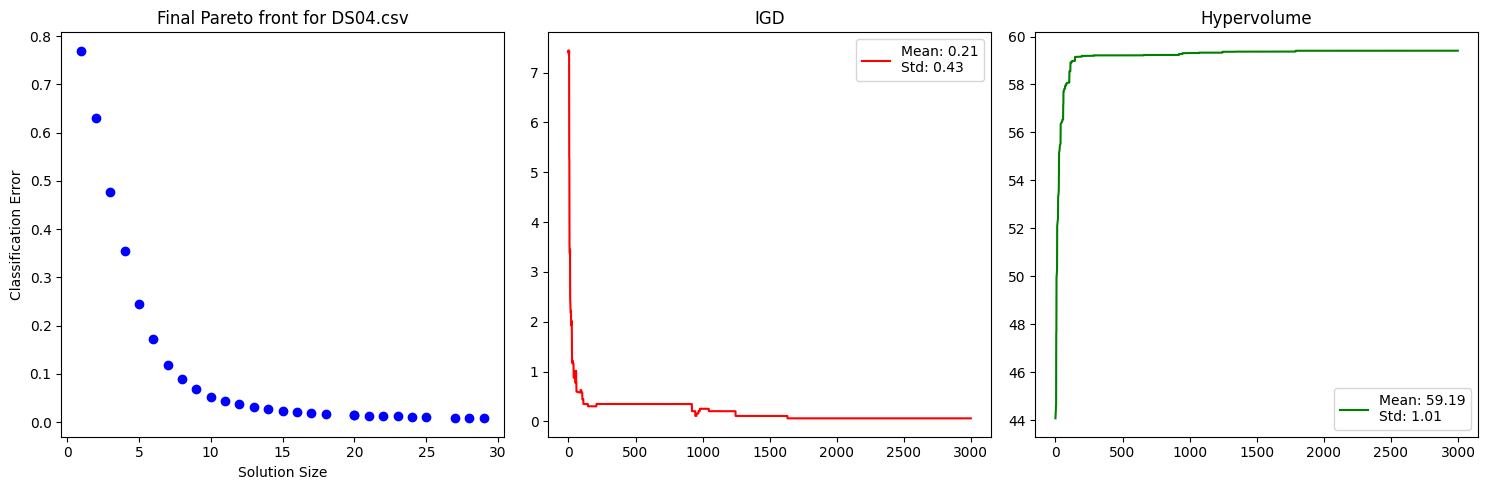 Final Pareto front for DS04.csv
Classification Error
0.8
0.7
0.6
0.5
0.4
0.3
0.2
0.1
0.0
0 5 10 15 20 25 30
Solution Size
IGD
Mean: 0.21
Std: 0.43
7
6
5
4
3
2
1
0
0 500 1000 1500 2000 2500 3000
Hypervolume
60
58
56
54
52
50
48
46
44
Mean: 59.19
Std: 1.01
0 500 1000 1500 2000 2500 3000